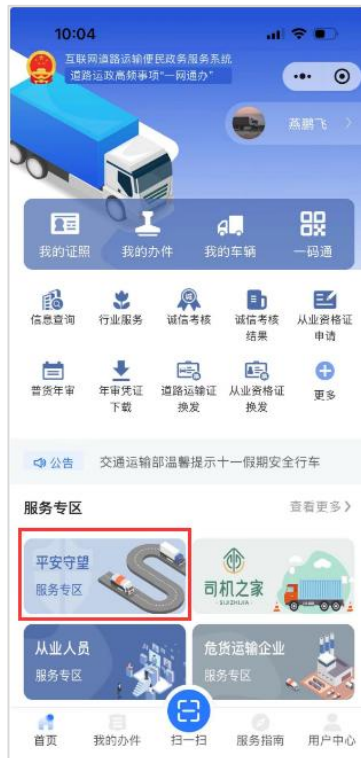 10:04
互联网道路运输便民政务服务系统
道路运政高频事项"一网通办"
燕鹏飞
我的证照
我的办件
我的车辆
一码通
信息查询
行业服务
诚信考核
诚信考核
结果
从业资格证
申请
普货年审
年审凭证
下载
道路运输证
换发
从业资格证
换发
更多
公告
交通运输部温馨提示十一假期安全行车
服务专区
查看更多
平安守望
服务专区
司机之家
SIJIZHIJIA
从业人员
服务专区
危货运输企业
服务专区
首页
我的办件
扫一扫
服务指南
用户中心